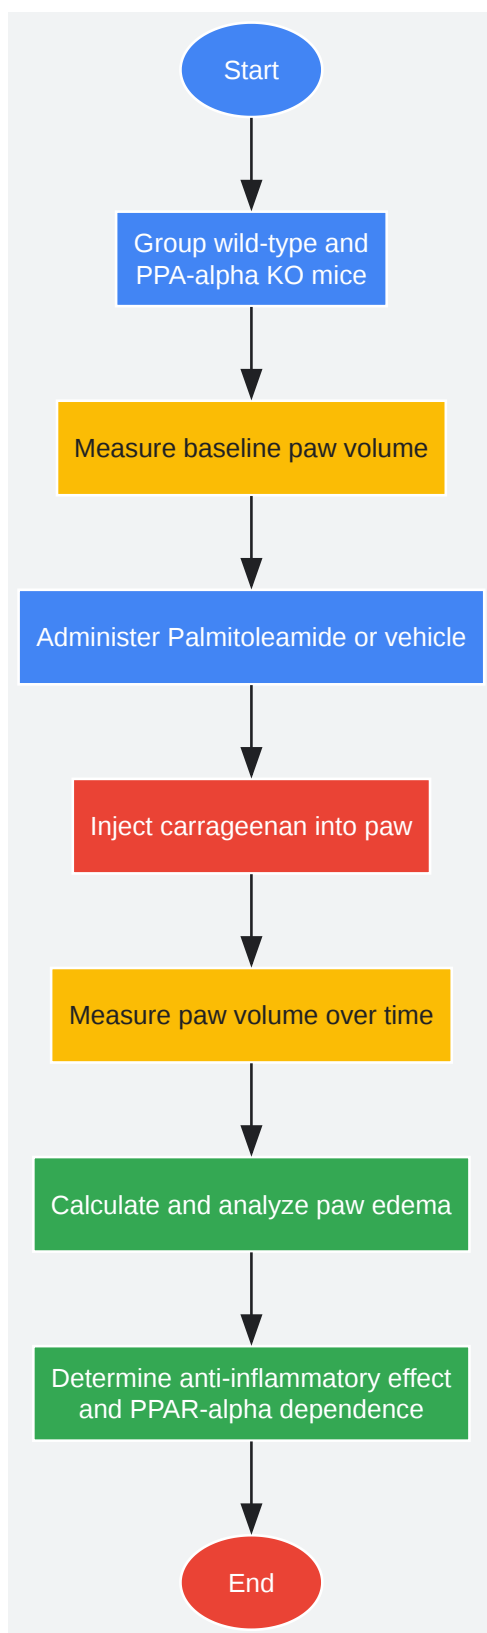 Start
Group wild-type and
PPA-alpha KO mice
Measure baseline paw volume
Administer Palmitoleamide or vehicle
Inject carrageenan into paw
Measure paw volume over time
Calculate and analyze paw edema
Determine anti-inflammatory effect
and PPAR-alpha dependence
End